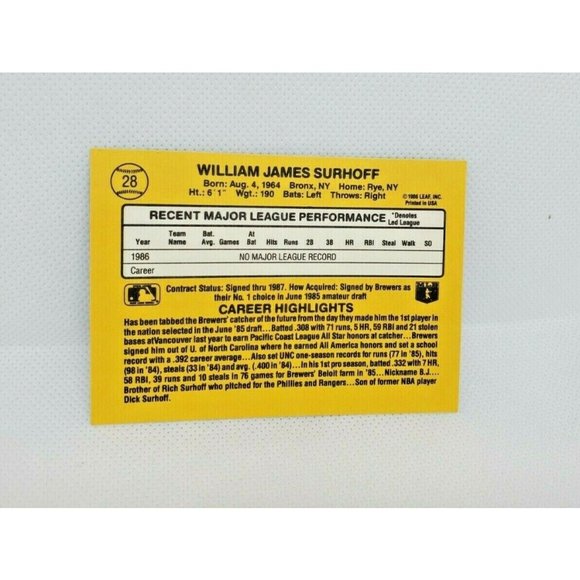 28
WILLIAM JAMES SURHOFF
Born: Aug. 4, 1964 Bronx, NY Home: Rye, NY
Ht.: 6'1" Wgt.: 190 Bats: Left Throws: Right
©1986 LEAF, INC.
Printed in USA
RECENT MAJOR LEAGUE PERFORMANCE *Denotes Led League
Year Team Name Bat. Avg. Games At Bat Hits Runs 2B 3B HR RBI Steal Walk SO
1986 NO MAJOR LEAGUE RECORD
Career
Contract Status: Signed thru 1987. How Acquired: Signed by Brewers as
their No. 1 choice in June 1985 amateur draft
CAREER HIGHLIGHTS
Has been tabbed the Brewers' catcher of the future from the day they made him the 1st player in
the nation selected in the June '85 draft...Batted .308 with 71 runs, 5 HR, 59 RBI and 21 stolen
bases atVancouver last year to earn Pacific Coast League All Star honors at catcher...Brewers
signed him out of U. of North Carolina where he earned All America honors and set a school
record with a .392 career average...Also set UNC one-season records for runs (77 in '85), hits
(98 in '84), steals (33 in '84) and avg. (.400 in '84)...In his 1st pro season, batted .332 with 7 HR,
58 RBI, 39 runs and 10 steals in 76 games for Brewers' Beloit farm in '85...Nickname B.J....
Brother of Rich Surhoff who pitched for the Phillies and Rangers...Son of former NBA player
Dick Surhoff.